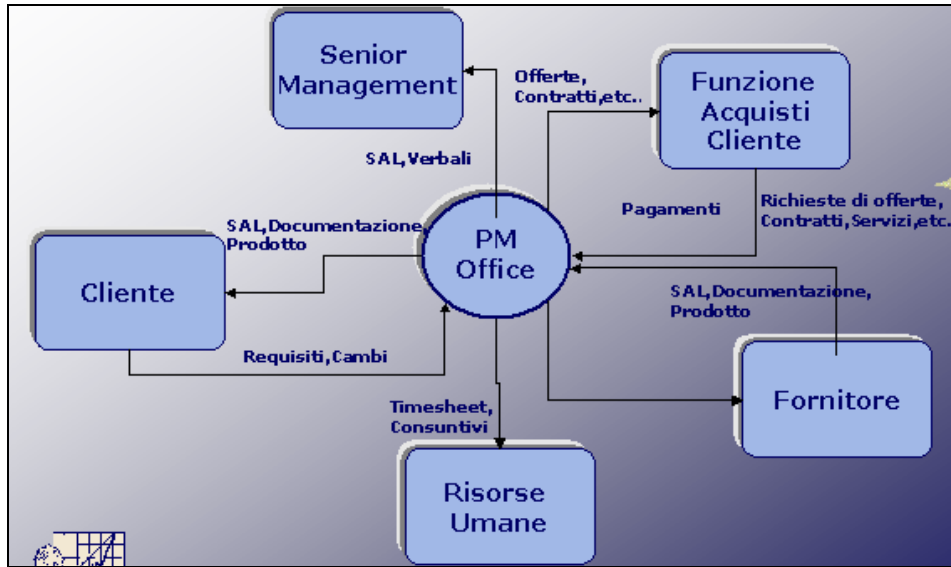 Senior
Management
Offerte,
Contratti,etc..
Funzione
Acquisti
Cliente
SAL,Verbali
Pagamenti
Richieste di offerte,
Contratti,Servizi,etc.
SAL,Documentazione,
Prodotto
PM
Office
Cliente
SAL,Documentazione,
Prodotto
Requisiti,Cambi
Fornitore
Timesheet,
Consuntivi
Risorse
Umane